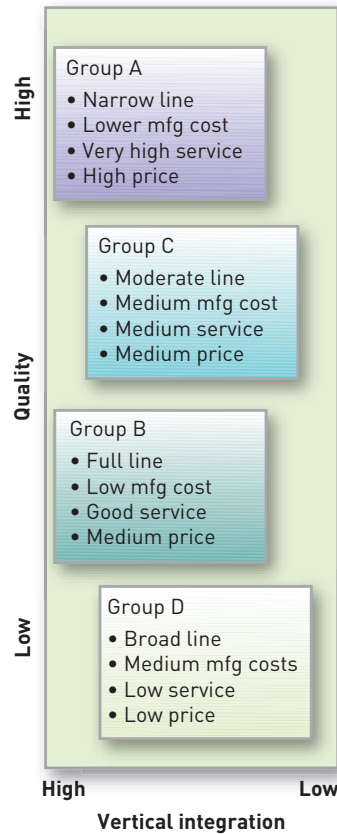 High
Quality
Low
Group A
• Narrow line
• Lower mfg cost
• Very high service
• High price
Group C
• Moderate line
• Medium mfg cost
• Medium service
• Medium price
Group B
• Full line
• Low mfg cost
• Good service
• Medium price
Group D
• Broad line
• Medium mfg costs
• Low service
• Low price
High
Low
Vertical integration